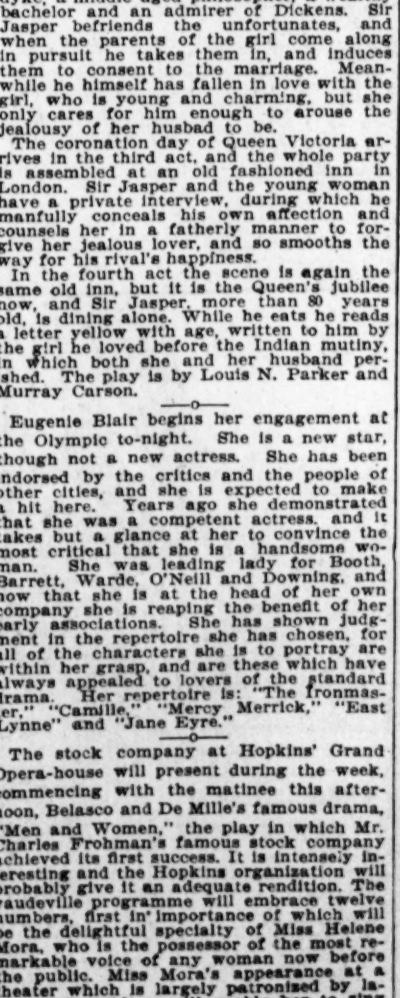 bachelor and an admirer of Dickens. Sir
Jasper befriends the unfortunates, and
when the parents of the girl come along
in pursuit he takes them in, and induces
them to consent to the marriage. Mean-
while he himself has fallen in love with the
girl, who is young and charming, but she
only cares for him enough to arouse the
jealousy of her husbad to be.
The coronation day of Queen Victoria ar-
rives in the third act, and the whole party
is assembled at an old fashioned inn in
London. Sir Jasper and the young woman
have a private interview, during which he
manfully conceals his own affection and
counsels her in a fatherly manner to for-
give her jealous lover, and so smooths the
way for his rival's happiness.
In the fourth act the scene is again the
same old inn, but it is the Queen's jubilee
now, and Sir Jasper, more than 80 years
old, is dining alone. While he eats he reads
a letter yellow with age, written to him by
the girl he loved before the Indian mutiny,
in which both she and her husband per-
ished. The play is by Louis N. Parker and
Murray Carson.
Eugenie Blair begins her engagement at
the Olympic to-night. She is a new star,
though not a new actress. She has been
indorsed by the critics and the people of
other cities, and she is expected to make
a hit here. Years ago she demonstrated
that she was a competent actress, and it
takes but a glance at her to convince the
most critical that she is a handsome wo-
man. She was leading lady for Booth,
Barrett, Warde, O'Neill and Downing, and
now that she is at the head of her own
company she is reaping the benefit of her
early associations. She has shown judg-
ment in the repertoire she has chosen, for
all of the characters she is to portray are
within her grasp, and are these which have
always appealed to lovers of the standard
drama. Her repertoire is: "The Ironmas-
ter," "Camille," "Mercy Merrick," "East
Lynne" and "Jane Eyre."
The stock company at Hopkins' Grand
Opera-house will present during the week,
commencing with the matinee this after-
noon, Belasco and De Mille's famous drama,
"Men and Women," the play in which Mr.
Charles Frohman's famous stock company
achieved its first success. It is intensely in-
teresting and the Hopkins organization will
probably give it an adequate rendition. The
vaudeville programme will embrace twelve
numbers, first in importance of which will
be the delightful specialty of Miss Helene
Mora, who is the possessor of the most re-
markable voice of any woman now before
the public. Miss Mora's appearance at a
theater which is largely patronised by la-